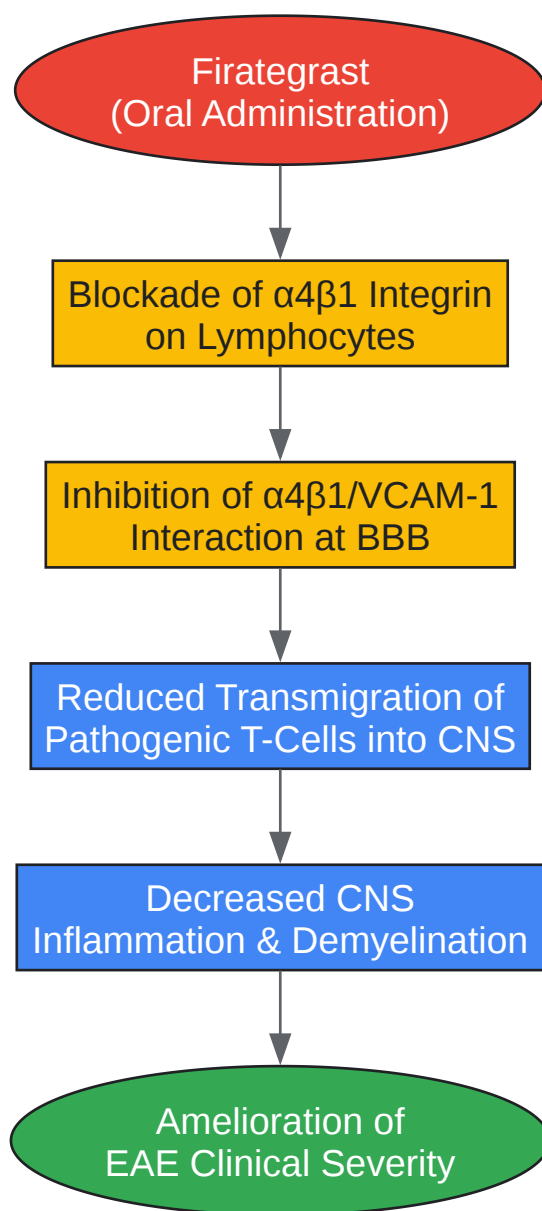 Firategrast
(Oral Administration)
Blockade of α4β1 Integrin
on Lymphocytes
Inhibition of α4β1/VCAM-1
Interaction at BBB
Reduced Transmigration of
Pathogenic T-Cells into CNS
Decreased CNS
Inflammation & Demyelination
Amelioration of
EAE Clinical Severity